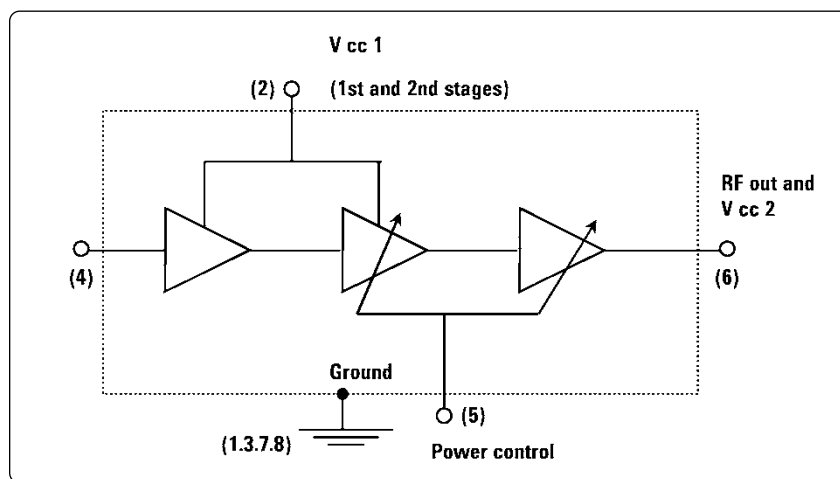 V cc 1
(2) (1st and 2nd stages)
RF out and
V cc 2
(4)
(6)
Ground
(1.3.7.8)
(5)
Power control